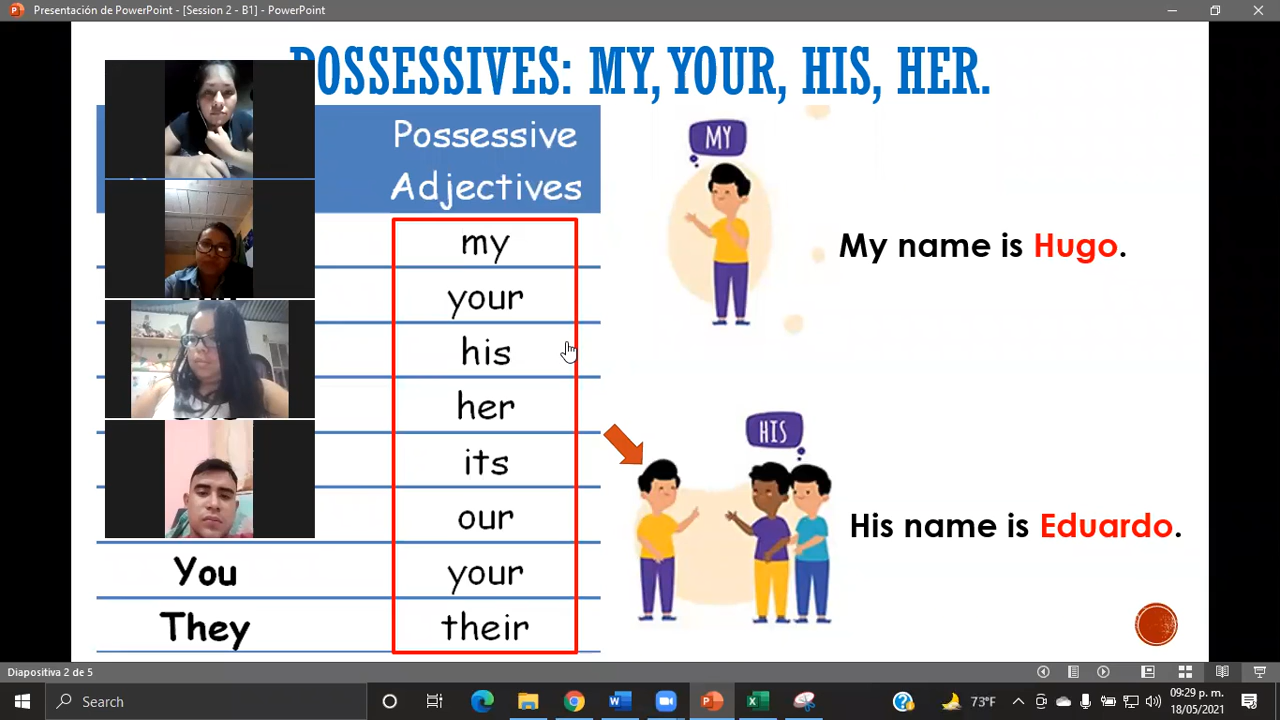 Presentación de PowerPoint - [Session 2 - B1] - PowerPoint
POSSESSIVES: MY, YOUR, HIS, HER.
Possessive
Adjectives
my
your
his
her
its
our
You your
They their
MY
My name is Hugo.
HIS
His name is Eduardo.
Diapositiva 2 de 5
Search
73°F
09:29 p. m.
18/05/2021